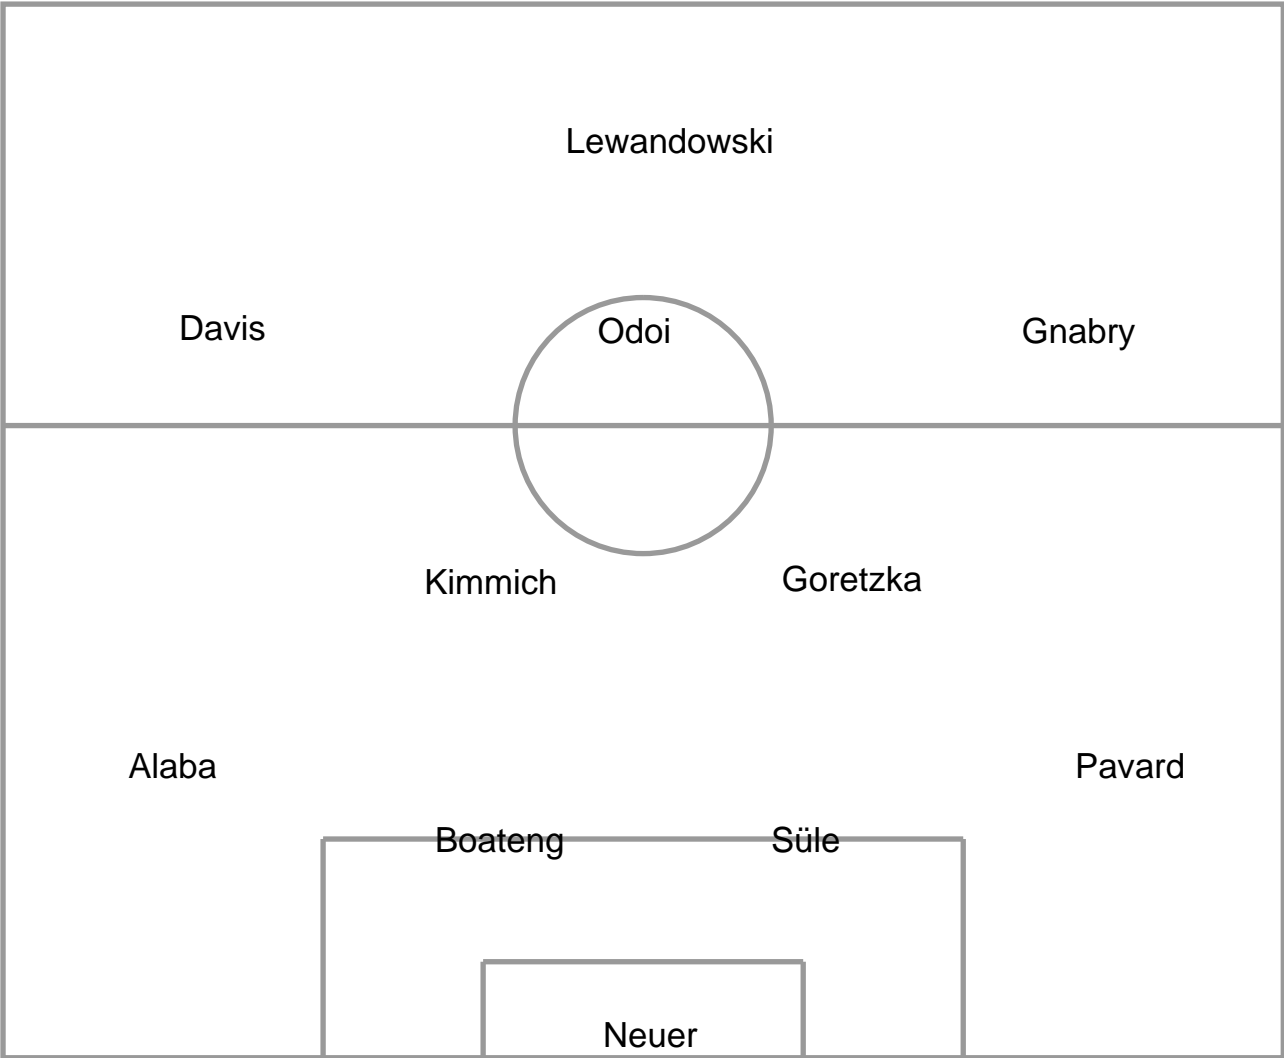 Lewandowski
Davis Odoi Gnabry
Kimmich Goretzka
Alaba Pavard
Boateng Süle
Neuer